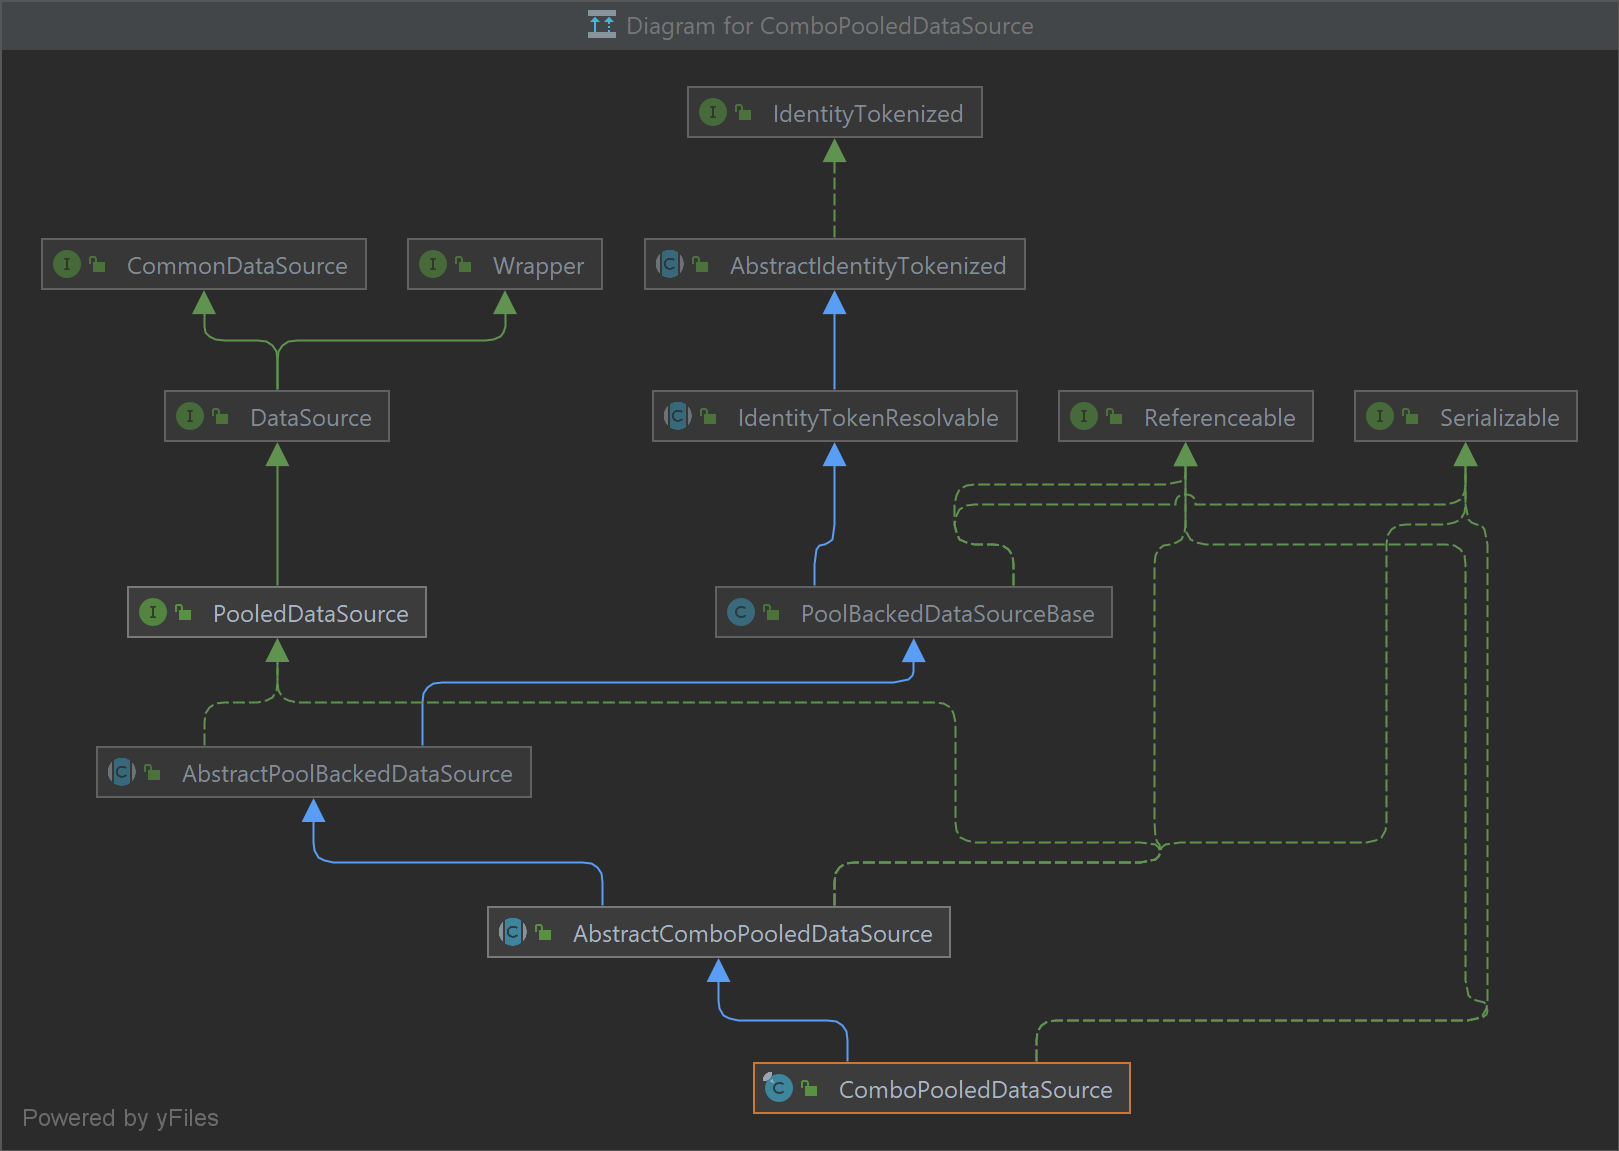 Diagram for ComboPooledDataSource
I IdentityTokenized
I CommonDataSource
I Wrapper
C AbstractIdentityTokenized
I DataSource
C IdentityTokenResolvable
I Referenceable
I Serializable
I PooledDataSource
C PoolBackedDataSourceBase
C AbstractPoolBackedDataSource
C AbstractComboPooledDataSource
C ComboPooledDataSource
Powered by yFiles